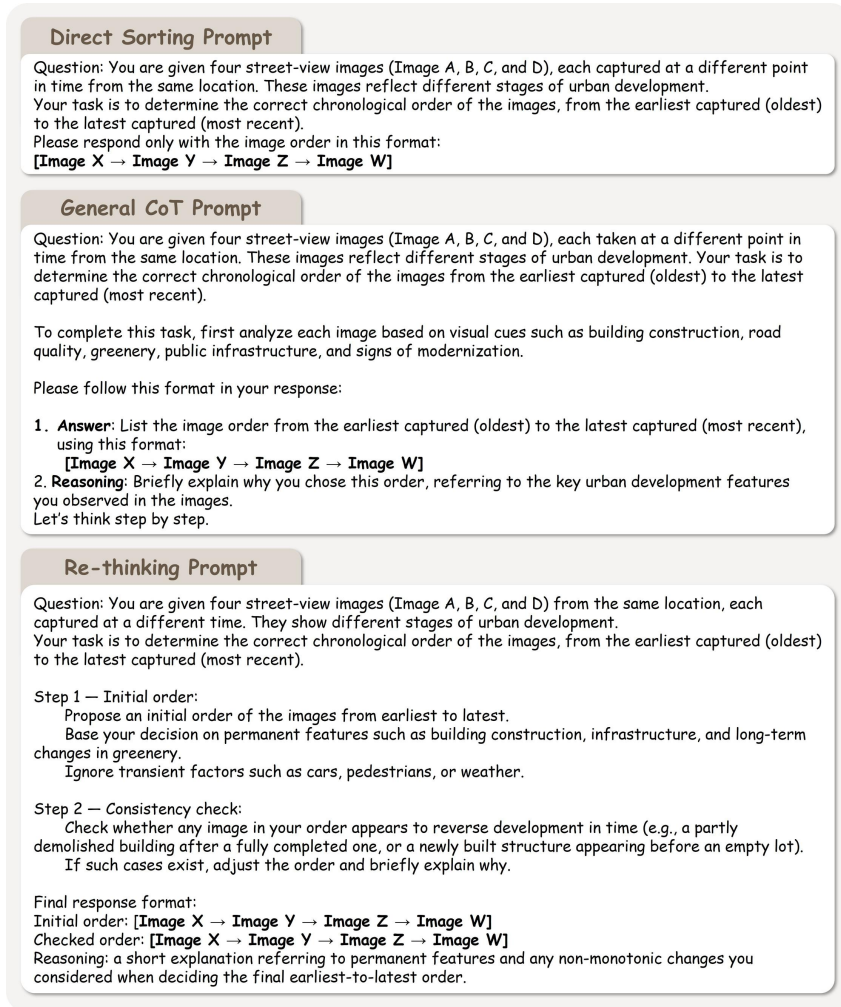 Direct Sorting Prompt
Question: You are given four street-view images (Image A, B, C, and D), each captured at a different point
in time from the same location. These images reflect different stages of urban development.
Your task is to determine the correct chronological order of the images, from the earliest captured (oldest)
to the latest captured (most recent).
Please respond only with the image order in this format:
[Image X → Image Y → Image Z → Image W]
General CoT Prompt
Question: You are given four street-view images (Image A, B, C, and D), each taken at a different point in
time from the same location. These images reflect different stages of urban development. Your task is to
determine the correct chronological order of the images from the earliest captured (oldest) to the latest
captured (most recent).
To complete this task, first analyze each image based on visual cues such as building construction, road
quality, greenery, public infrastructure, and signs of modernization.
Please follow this format in your response:
1. Answer: List the image order from the earliest captured (oldest) to the latest captured (most recent),
using this format:
[Image X → Image Y → Image Z → Image W]
2. Reasoning: Briefly explain why you chose this order, referring to the key urban development features
you observed in the images.
Let's think step by step.
Re-thinking Prompt
Question: You are given four street-view images (Image A, B, C, and D) from the same location, each
captured at a different time. They show different stages of urban development.
Your task is to determine the correct chronological order of the images, from the earliest captured (oldest)
to the latest captured (most recent).
Step 1 — Initial order:
Propose an initial order of the images from earliest to latest.
Base your decision on permanent features such as building construction, infrastructure, and long-term
changes in greenery.
Ignore transient factors such as cars, pedestrians, or weather.
Step 2 — Consistency check:
Check whether any image in your order appears to reverse development in time (e.g., a partly
demolished building after a fully completed one, or a newly built structure appearing before an empty lot).
If such cases exist, adjust the order and briefly explain why.
Final response format:
Initial order: [Image X → Image Y → Image Z → Image W]
Checked order: [Image X → Image Y → Image Z → Image W]
Reasoning: a short explanation referring to permanent features and any non-monotonic changes you
considered when deciding the final earliest-to-latest order.